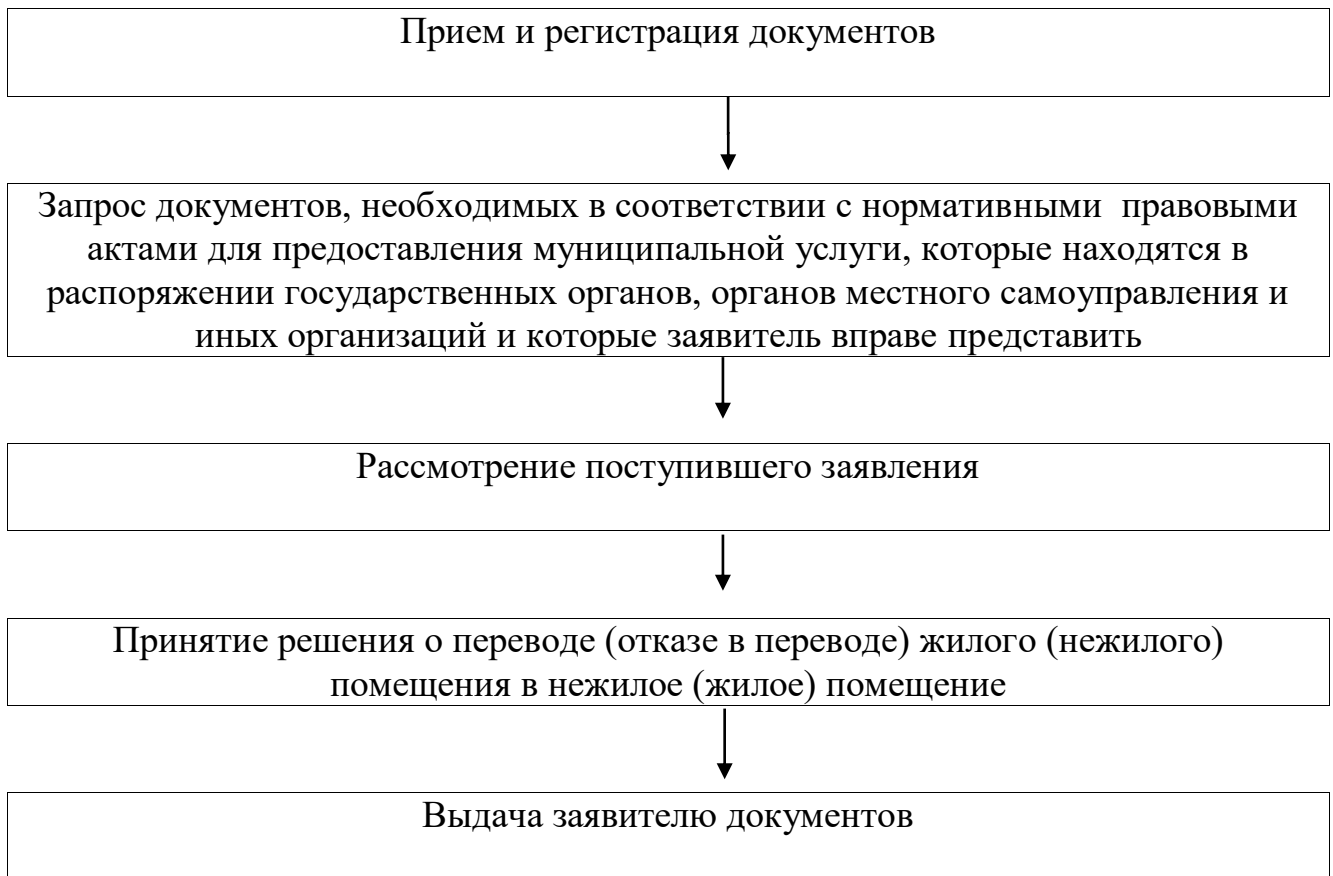 Прием и регистрация документов
Запрос документов, необходимых в соответствии с нормативными правовыми
актами для предоставления муниципальной услуги, которые находятся в
распоряжении государственных органов, органов местного самоуправления и
иных организаций и которые заявитель вправе представить
Рассмотрение поступившего заявления
Принятие решения о переводе (отказе в переводе) жилого (нежилого)
помещения в нежилое (жилое) помещение
Выдача заявителю документов